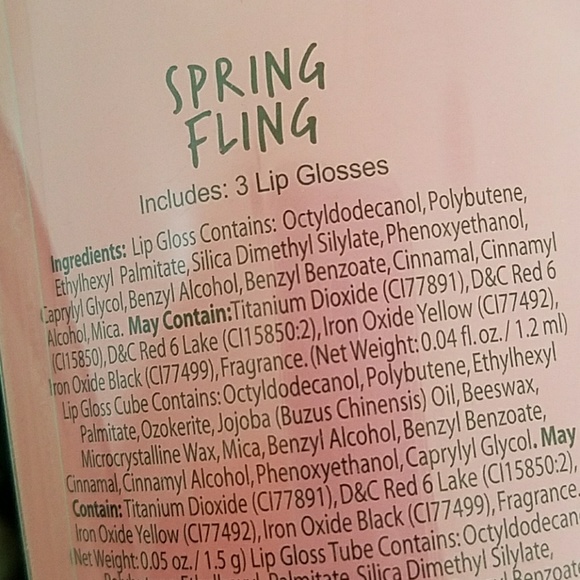 SPRING
FLING
Includes: 3 Lip Glosses
Ingredients: Lip Gloss Contains: Octyldodecanol, Polybutene,
Ethylhexyl Palmitate, Silica Dimethyl Silylate, Phenoxyethanol,
Caprylyl Glycol, Benzyl Alcohol, Benzyl Benzoate, Cinnamal, Cinnamyl
Alcohol, Mica. May Contain: Titanium Dioxide (CI77891), D&C Red 6
(CI15850), D&C Red 6 Lake (CI15850:2), Iron Oxide Yellow (CI77492),
Iron Oxide Black (CI77499), Fragrance. (Net Weight: 0.04 fl. oz. / 1.2 ml)
Lip Gloss Cube Contains: Octyldodecanol, Polybutene, Ethylhexyl
Palmitate, Ozokerite, Jojoba (Buzus Chinensis) Oil, Beeswax,
Microcrystalline Wax, Mica, Benzyl Alcohol, Benzyl Benzoate,
Cinnamal, Cinnamyl Alcohol, Phenoxyethanol, Caprylyl Glycol. May
Contain: Titanium Dioxide (CI77891), D&C Red 6 Lake (CI15850:2),
Iron Oxide Yellow (CI77492), Iron Oxide Black (CI77499), Fragrance.
(Net Weight: 0.05 oz. / 1.5 g) Lip Gloss Tube Contains: Octyldodecan
Palmitate, Silica Dimethyl Silylate,
Benzoate